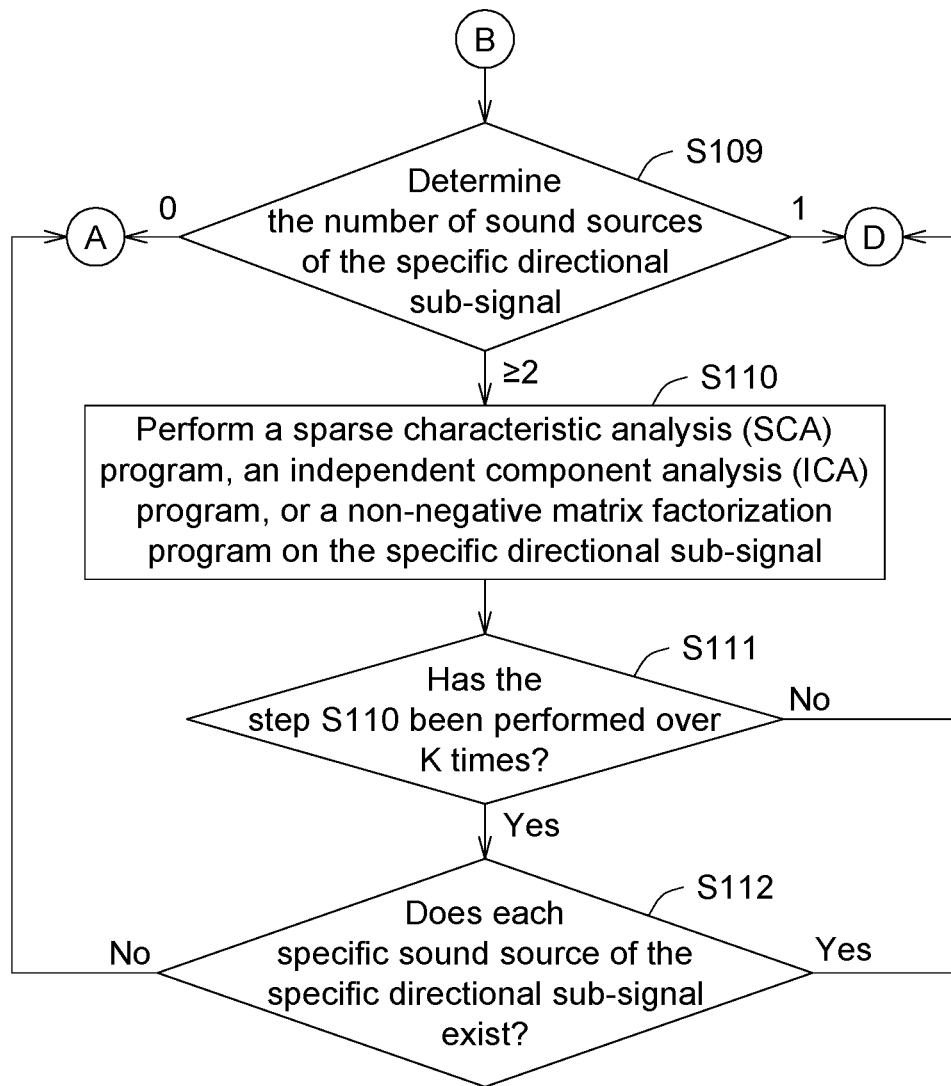 B
S109
Determine
the number of sound sources
of the specific directional
sub-signal
0
A
1
D
≥2
S110
Perform a sparse characteristic analysis (SCA)
program, an independent component analysis (ICA)
program, or a non-negative matrix factorization
program on the specific directional sub-signal
S111
Has the
step S110 been performed over
K times?
No
Yes
S112
Does each
specific sound source of the
specific directional sub-signal
exist?
No
Yes